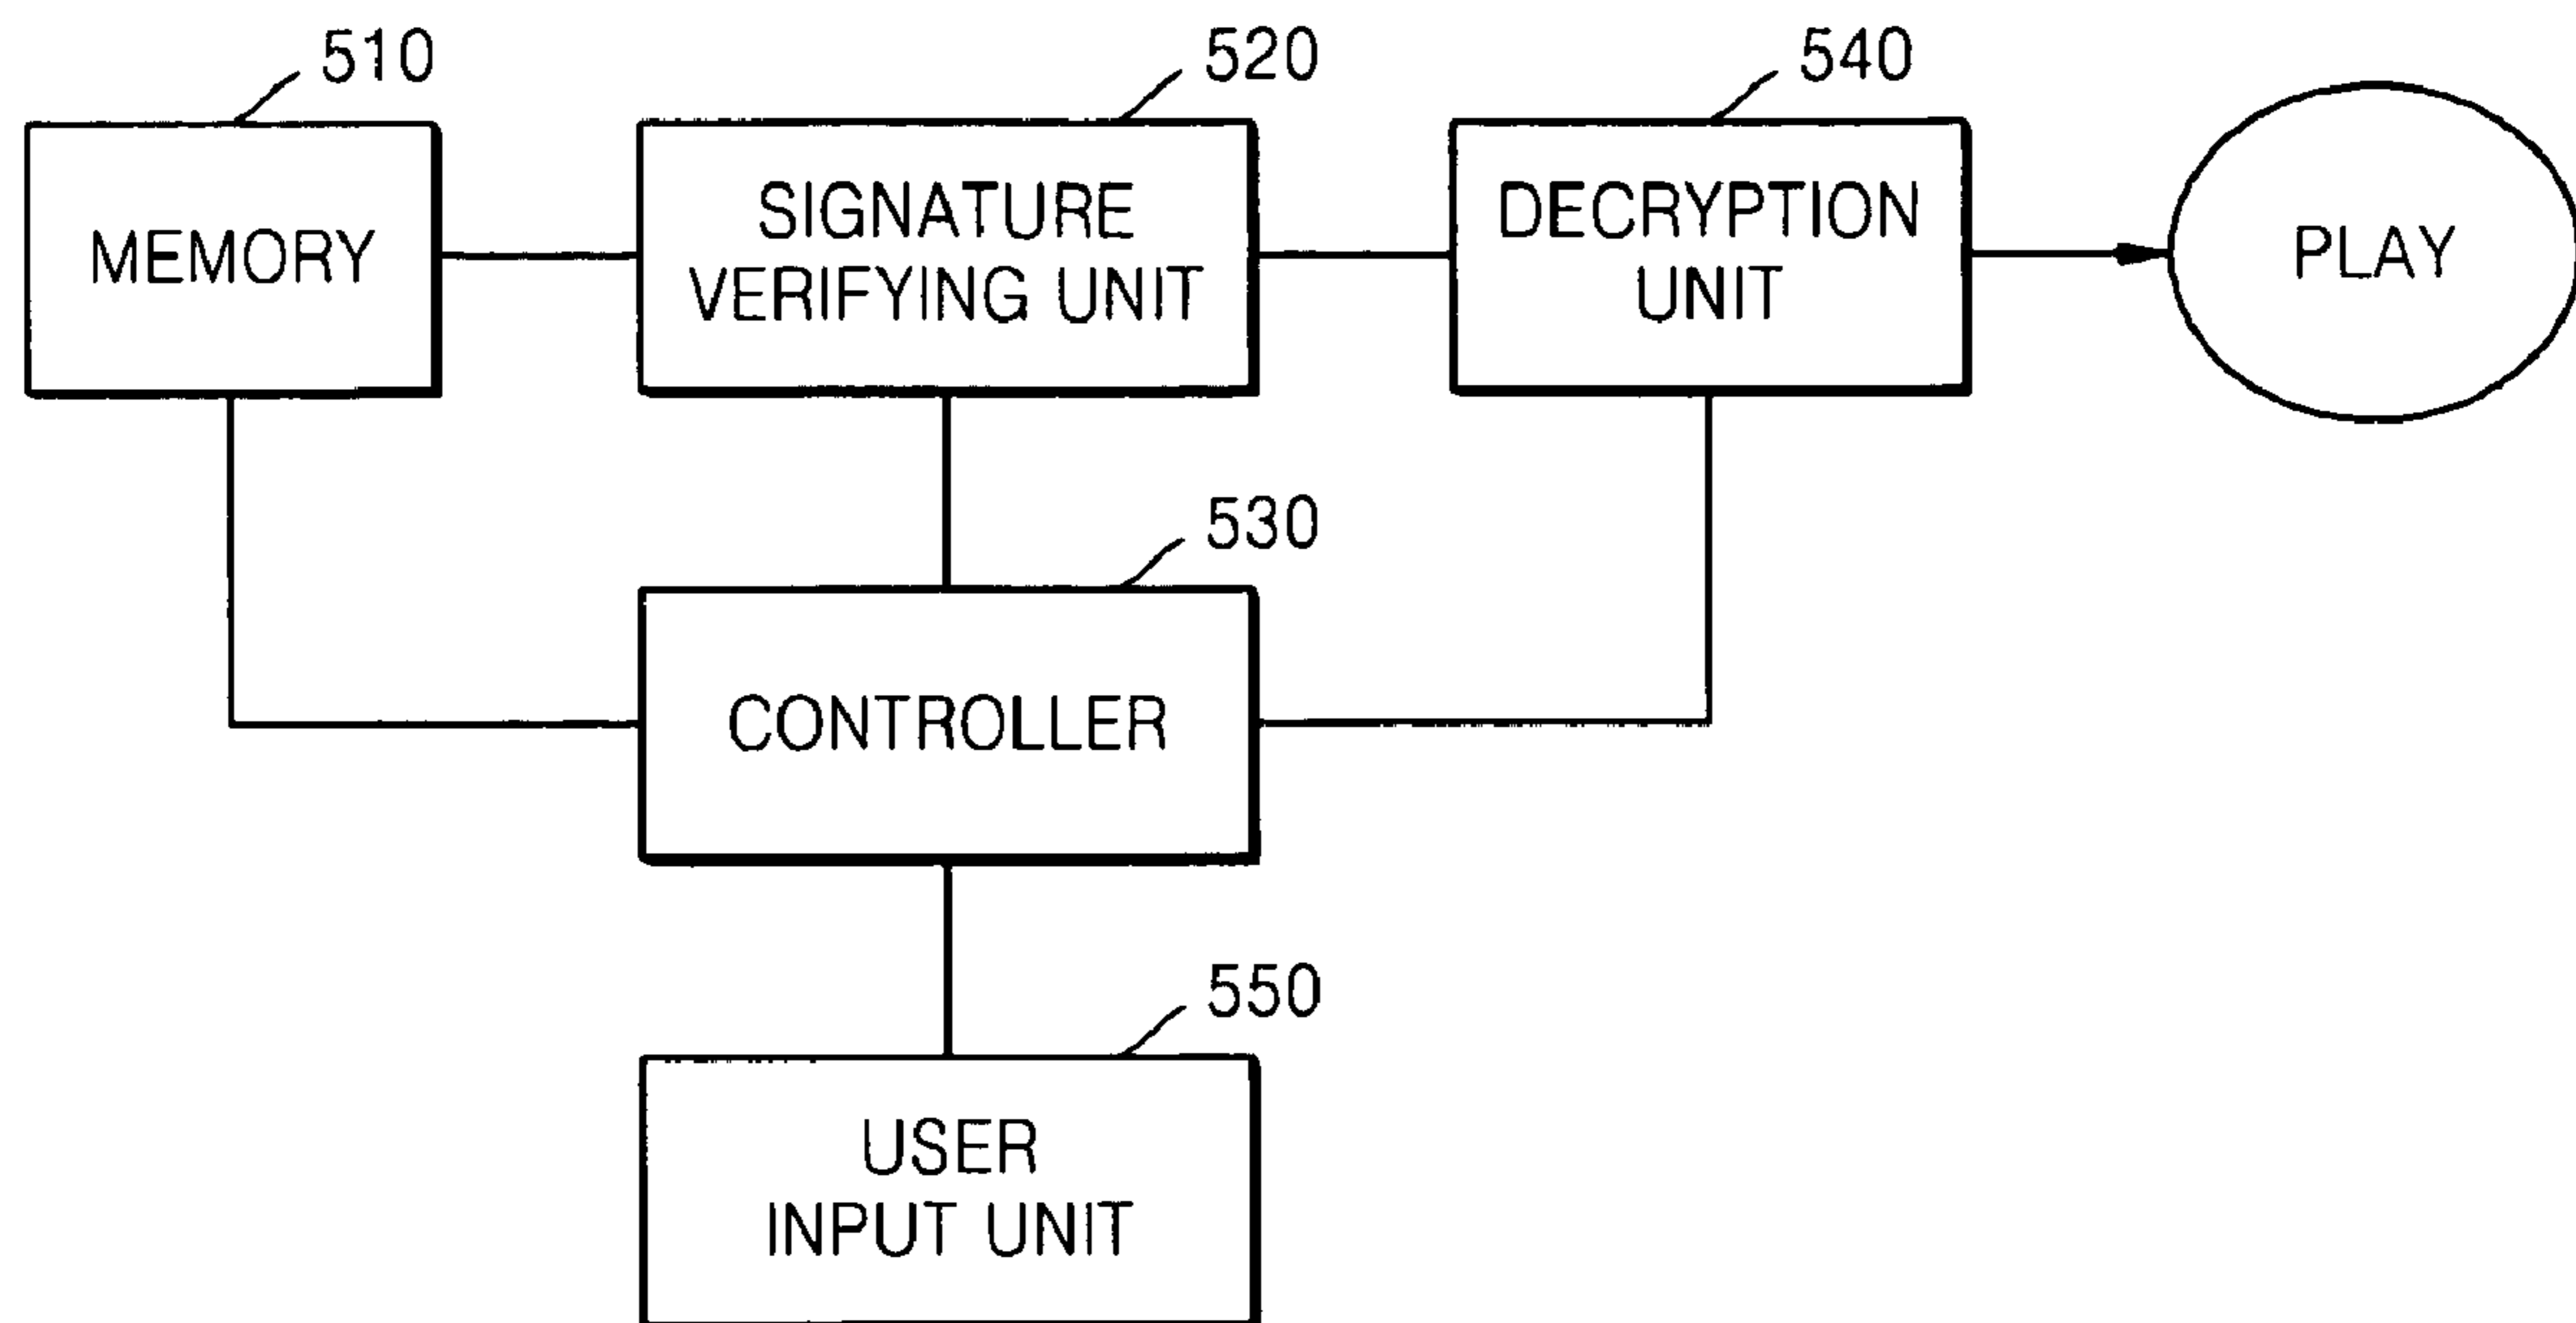 510
520
540
MEMORY
SIGNATURE
VERIFYING UNIT
DECRYPTION
UNIT
PLAY
530
CONTROLLER
550
USER
INPUT UNIT